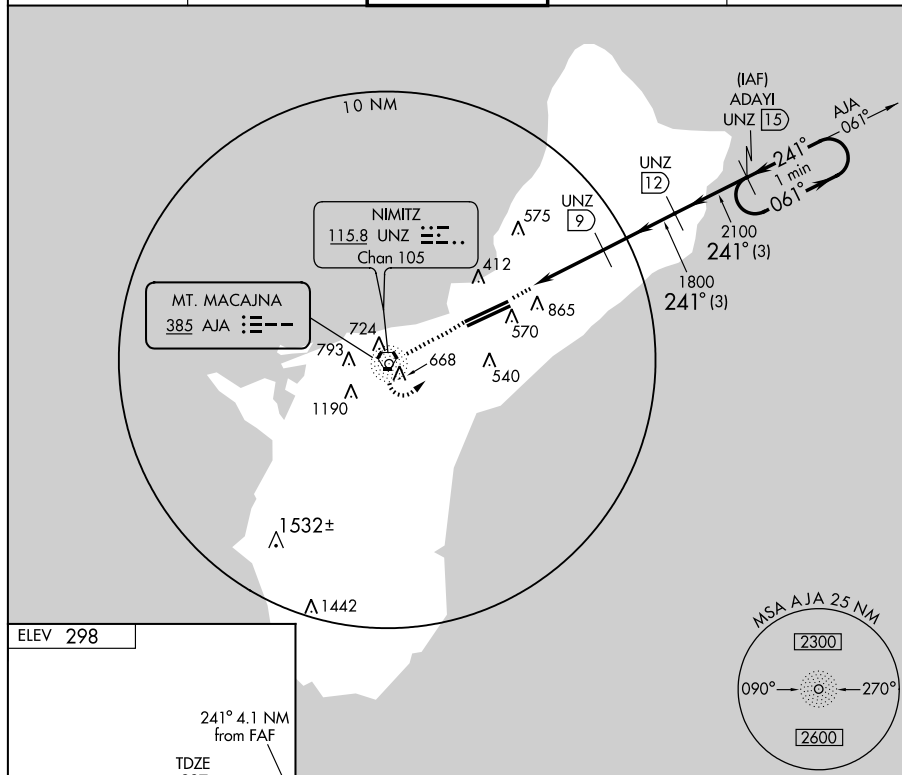 10 NM
(IAF)
ADAYI
UNZ 15
AJA
061°
241°
1 min
061°
UNZ
12
UNZ
9
2100
241° (3)
1800
241° (3)
NIMITZ
115.8 UNZ
Chan 105
575
412
MT. MACAJNA
385 AJA
865
570
724
793
668
540
1190
1532±
1442
ELEV 298
241° 4.1 NM
from FAF
TDZE
MSA AJA 25 NM
2300
090°
270°
2600